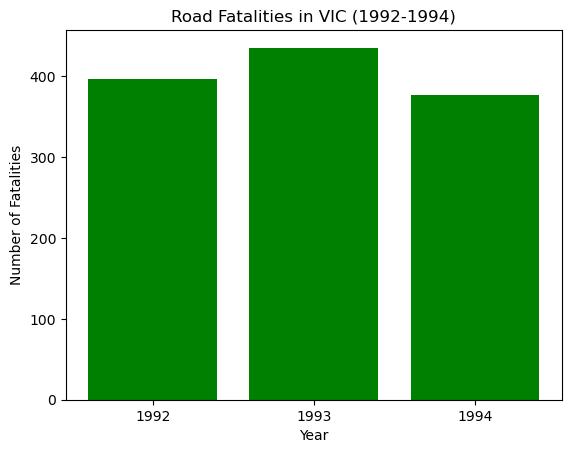 Road Fatalities in VIC (1992-1994)
Number of Fatalities
400
300
200
100
0
1992 1993 1994
Year